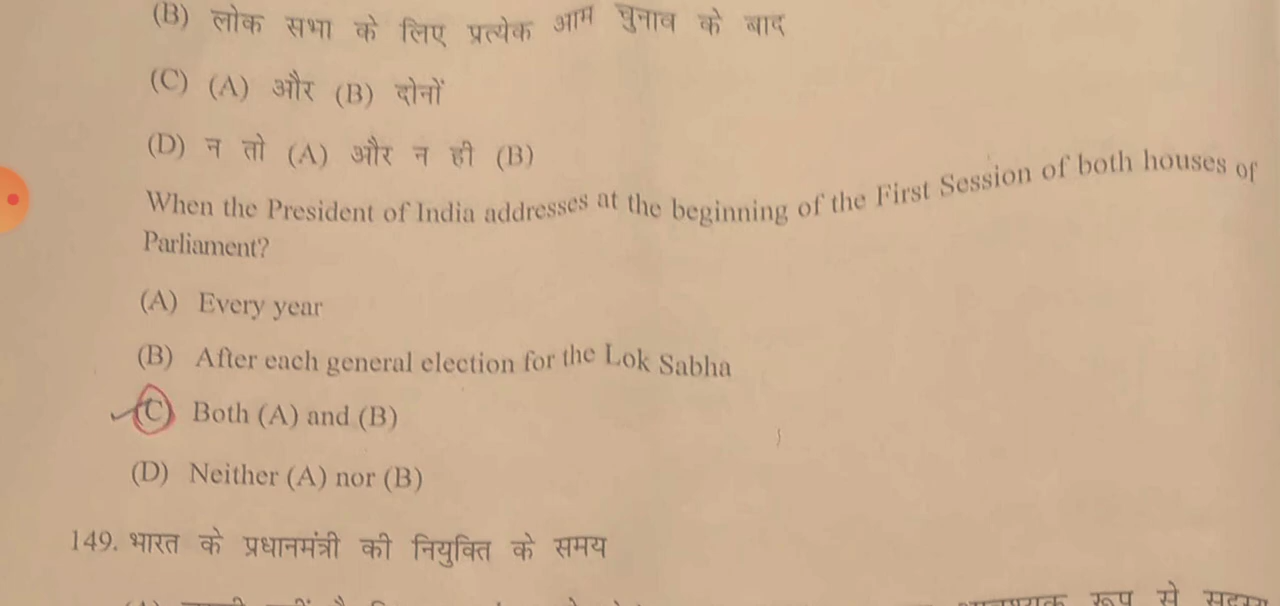 (B) लोक सभा के लिए प्रत्येक आम चुनाव के बाद
(C) (A) और (B) दोनों
(D) न तो (A) और न ही (B)
When the President of India addresses at the beginning of the First Session of both houses of
Parliament?
(A) Every year
(B) After each general election for the Lok Sabha
(C) Both (A) and (B)
(D) Neither (A) nor (B)
149. भारत के प्रधानमंत्री की नियुक्ति के समय
रूप से सदस्य